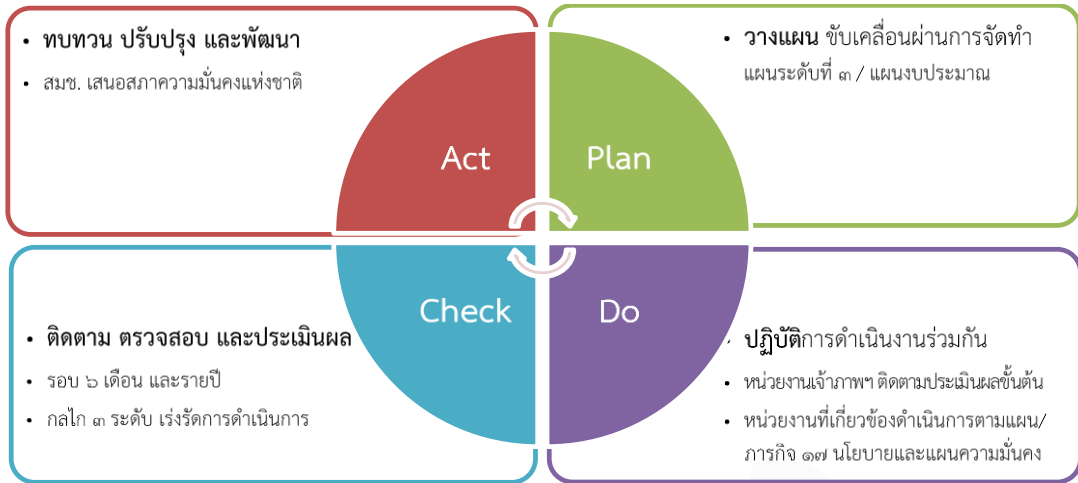 • ทบทวน ปรับปรุง และพัฒนา
• สมช. เสนอสภาความมั่นคงแห่งชาติ
Act
Plan
• วางแผน ขับเคลื่อนผ่านการจัดทำ
แผนระดับที่ ๓ / แผนงบประมาณ
• ติดตาม ตรวจสอบ และประเมินผล
• รอบ ๖ เดือน และรายปี
• กลไก ๓ ระดับ เร่งรัดการดำเนินการ
Check
Do
• ปฏิบัติการดำเนินงานร่วมกัน
• หน่วยงานเจ้าภาพฯ ติดตามประเมินผลขั้นต้น
• หน่วยงานที่เกี่ยวข้องดำเนินการตามแผน/
ภารกิจ ๑๗ นโยบายและแผนความมั่นคง